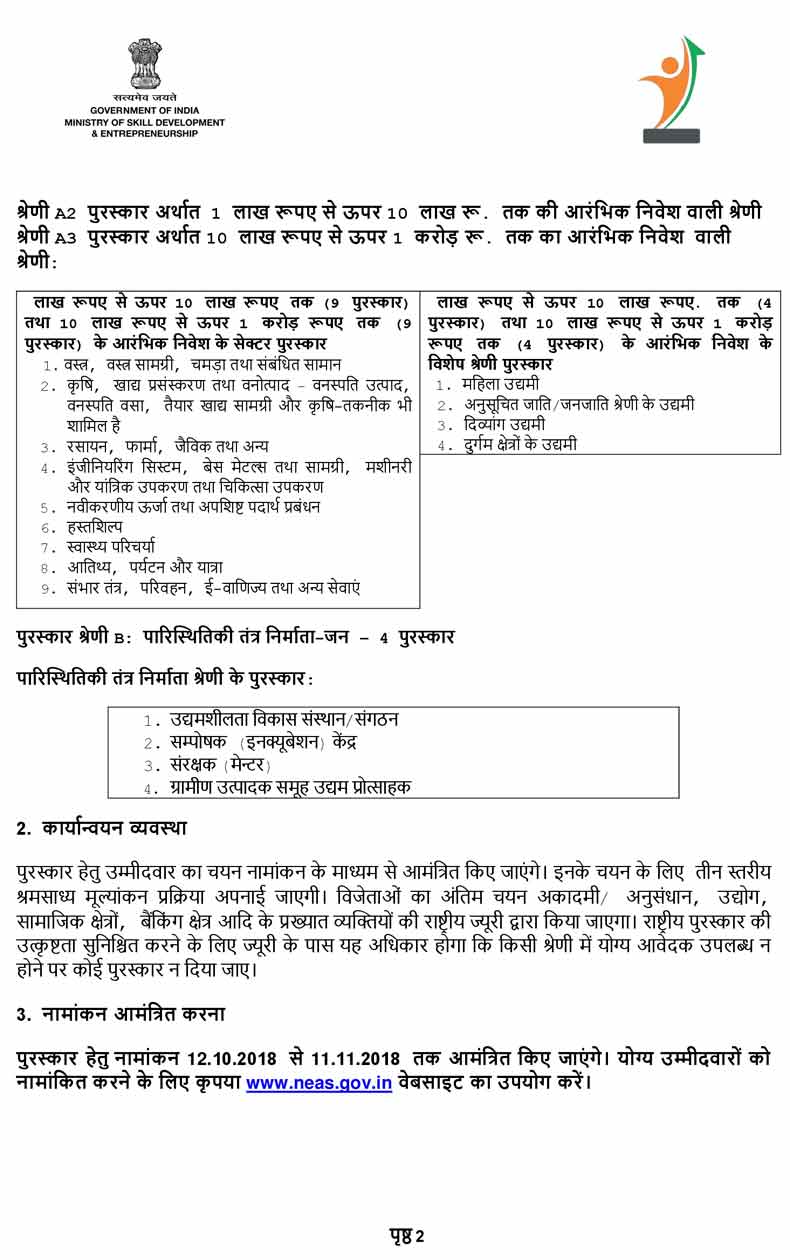 सत्यमेव जयते
GOVERNMENT OF INDIA
MINISTRY OF SKILL DEVELOPMENT
& ENTREPRENEURSHIP
श्रेणी A2 पुरस्कार अर्थात 1 लाख रूपए से ऊपर 10 लाख रू. तक की आरंभिक निवेश वाली श्रेणी
श्रेणी A3 पुरस्कार अर्थात 10 लाख रूपए से ऊपर 1 करोड़ रू. तक का आरंभिक निवेश वाली
श्रेणी:
लाख रूपए से ऊपर 10 लाख रूपए तक (9 पुरस्कार)
तथा 10 लाख रूपए से ऊपर 1 करोड़ रूपए तक (9
पुरस्कार) के आरंभिक निवेश के सेक्टर पुरस्कार
1. वस्त्र, वस्त्र सामग्री, चमड़ा तथा संबंधित सामान
2. कृषि, खाद्य प्रसंस्करण तथा वनोत्पाद - वनस्पति उत्पाद,
वनस्पति वसा, तैयार खाद्य सामग्री और कृषि-तकनीक भी
शामिल है
3. रसायन, फार्मा, जैविक तथा अन्य
4. इंजीनियरिंग सिस्टम, बेस मेटल्स तथा सामग्री, मशीनरी
और यांत्रिक उपकरण तथा चिकित्सा उपकरण
5. नवीकरणीय ऊर्जा तथा अपशिष्ट पदार्थ प्रबंधन
6. हस्तशिल्प
7. स्वास्थ्य परिचर्या
8. आतिथ्य, पर्यटन और यात्रा
9. संभार तंत्र, परिवहन, ई-वाणिज्य तथा अन्य सेवाएं
लाख रूपए से ऊपर 10 लाख रूपए. तक (4
पुरस्कार) तथा 10 लाख रूपए से ऊपर 1 करोड़
रूपए तक (4 पुरस्कार) के आरंभिक निवेश के
विशेष श्रेणी पुरस्कार
1. महिला उद्यमी
2. अनुसूचित जाति/जनजाति श्रेणी के उद्यमी
3. दिव्यांग उद्यमी
4. दुर्गम क्षेत्रों के उद्यमी
पुरस्कार श्रेणी B: पारिस्थितिकी तंत्र निर्माता-जन – 4 पुरस्कार
पारिस्थितिकी तंत्र निर्माता श्रेणी के पुरस्कार:
1. उद्यमशीलता विकास संस्थान/संगठन
2. सम्पोषक (इनक्यूबेशन) केंद्र
3. संरक्षक (मेन्टर)
4. ग्रामीण उत्पादक समूह उद्यम प्रोत्साहक
2. कार्यान्वयन व्यवस्था
पुरस्कार हेतु उम्मीदवार का चयन नामांकन के माध्यम से आमंत्रित किए जाएंगे। इनके चयन के लिए तीन स्तरीय
श्रमसाध्य मूल्यांकन प्रक्रिया अपनाई जाएगी। विजेताओं का अंतिम चयन अकादमी/ अनुसंधान, उद्योग,
सामाजिक क्षेत्रों, बैंकिंग क्षेत्र आदि के प्रख्यात व्यक्तियों की राष्ट्रीय ज्यूरी द्वारा किया जाएगा। राष्ट्रीय पुरस्कार की
उत्कृष्टता सुनिश्चित करने के लिए ज्यूरी के पास यह अधिकार होगा कि किसी श्रेणी में योग्य आवेदक उपलब्ध न
होने पर कोई पुरस्कार न दिया जाए।
3. नामांकन आमंत्रित करना
पुरस्कार हेतु नामांकन 12.10.2018 से 11.11.2018 तक आमंत्रित किए जाएंगे। योग्य उम्मीदवारों को
नामांकित करने के लिए कृपया www.neas.gov.in वेबसाइट का उपयोग करें।
पृष्ठ 2